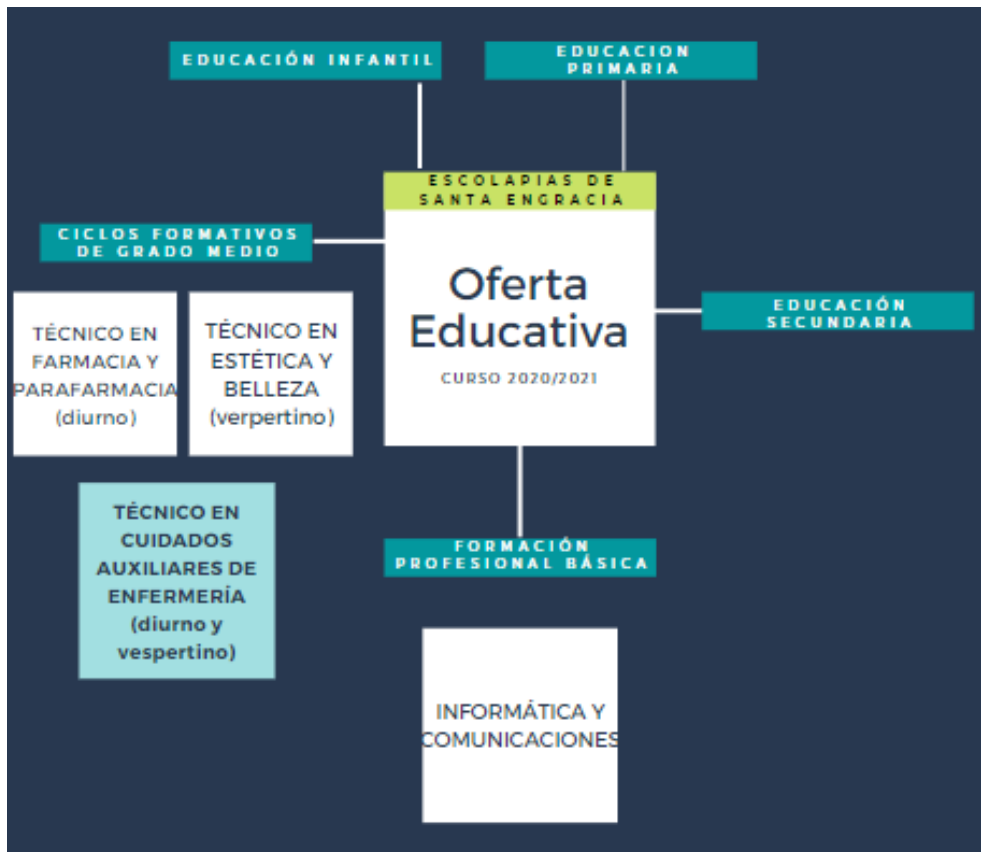 EDUCACIÓN INFANTIL
EDUCACION
PRIMARIA
ESCOLAPIAS DE
SANTA ENGRACIA
Oferta
Educativa
CURSO 2020/2021
CICLOS FORMATIVOS
DE GRADO MEDIO
TÉCNICO EN
FARMACIA Y
PARAFARMACIA
(diurno)
TÉCNICO EN
ESTÉTICA Y
BELLEZA
(verpertino)
TÉCNICO EN
CUIDADOS
AUXILIARES DE
ENFERMERÍA
(diurno y
vespertino)
EDUCACIÓN
SECUNDARIA
FORMACIÓN
PROFESIONAL BÁSICA
INFORMÁTICA Y
COMUNICACIONES